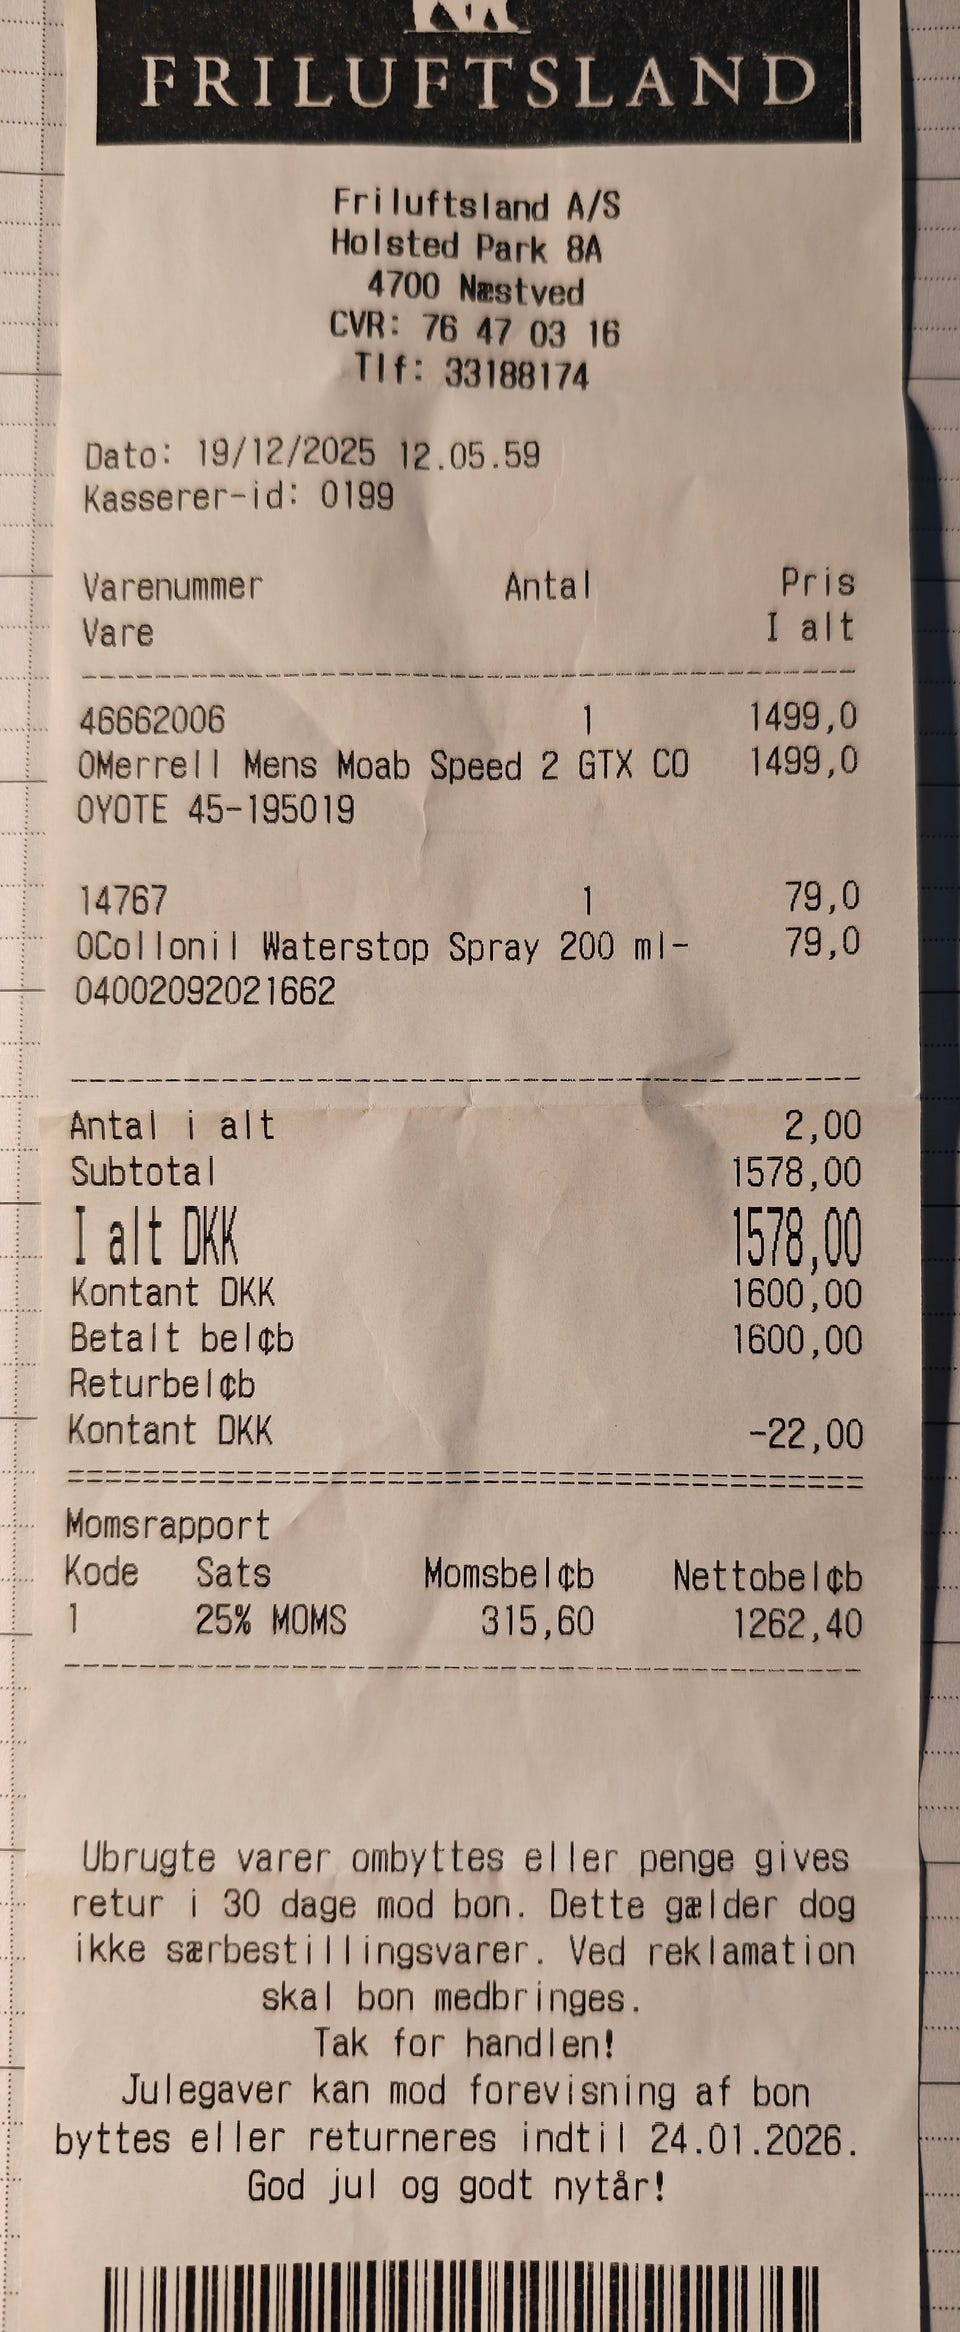 FRILUFTSLAND
Friluftsland A/S
Holsted Park 8A
4700 Næstved
CVR: 76 47 03 16
Tlf: 33188174
Dato: 19/12/2025 12.05.59
Kasserer-id: 0199
Varenummer Antal Pris
Vare I alt
46662006 1 1499,0
0Merrell Mens Moab Speed 2 GTX CO 1499,0
OYOTE 45-195019
14767 1 79,0
0Collonil Waterstop Spray 200 ml- 79,0
04002092021662
Antal i alt 2,00
Subtotal 1578,00
I alt DKK 1578,00
Kontant DKK 1600,00
Betalt bel¢b 1600,00
Returbel¢b
Kontant DKK -22,00
Momsrapport
Kode Sats Momsbel¢b Nettobel¢b
1 25% MOMS 315,60 1262,40
Ubrugte varer ombyttes eller penge gives
retur i 30 dage mod bon. Dette gælder dog
ikke særbestillingsvarer. Ved reklamation
skal bon medbringes.
Tak for handlen!
Julegaver kan mod forevisning af bon
byttes eller returneres indtil 24.01.2026.
God jul og godt nytår!